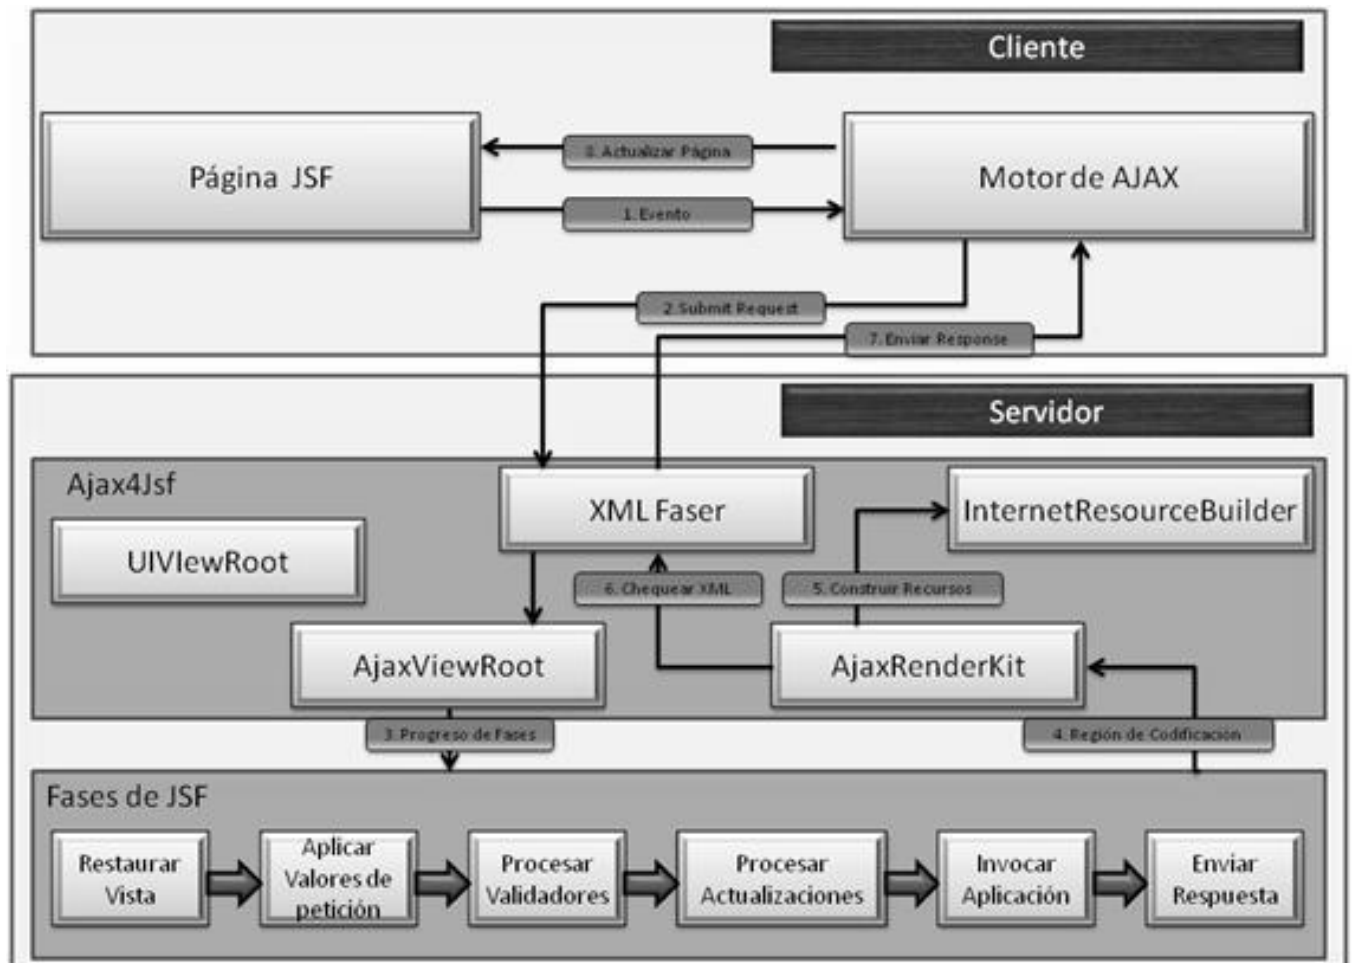 Cliente
Página JSF
8. Actualizar Página
1. Evento
Motor de AJAX
2. Submit Request
7. Enviar Response
Servidor
Ajax4Jsf
XML Faser
InternetResourceBuilder
UIVIewRoot
6. Chequear XML
5. Construir Recursos
AjaxViewRoot
AjaxRenderKit
3. Progreso de Fases
4. Región de Codificación
Fases de JSF
Restaurar
Vista
Aplicar
Valores de
petición
Procesar
Validadores
Procesar
Actualizaciones
Invocar
Aplicación
Enviar
Respuesta